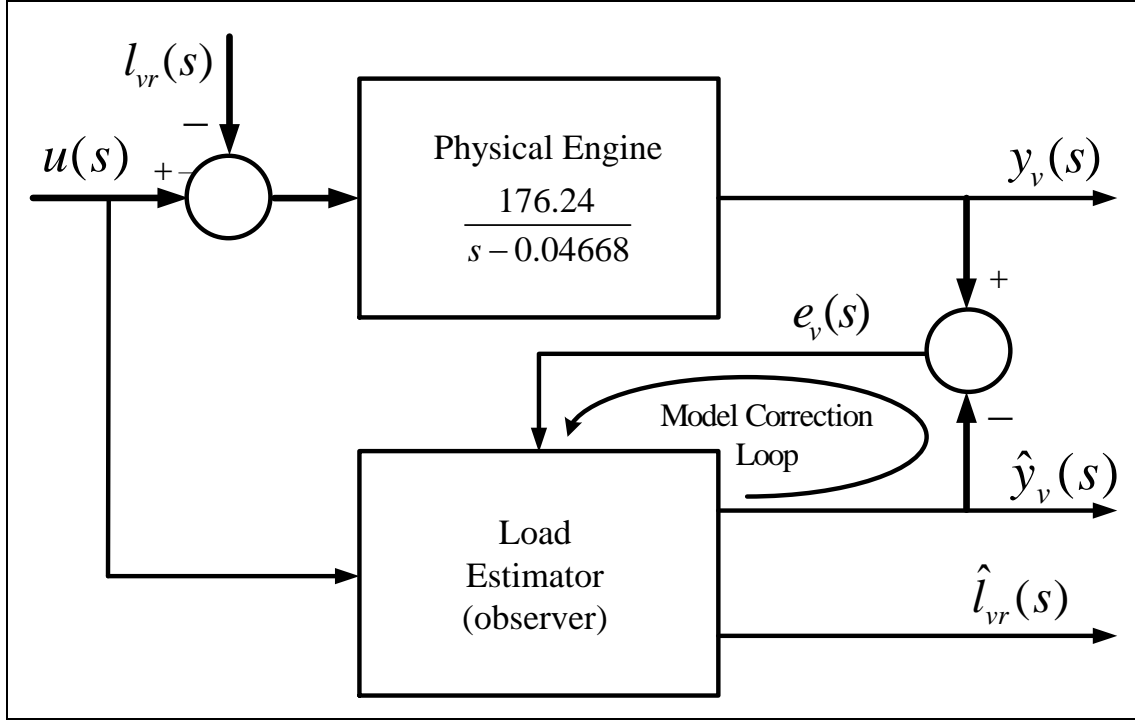 l_vr(s)
−
u(s)
+ −
Physical Engine
176.24
s − 0.04668
y_v(s)
+
e_v(s)
Model Correction
Loop
−
ŷ_v(s)
Load
Estimator
(observer)
l̂_vr(s)